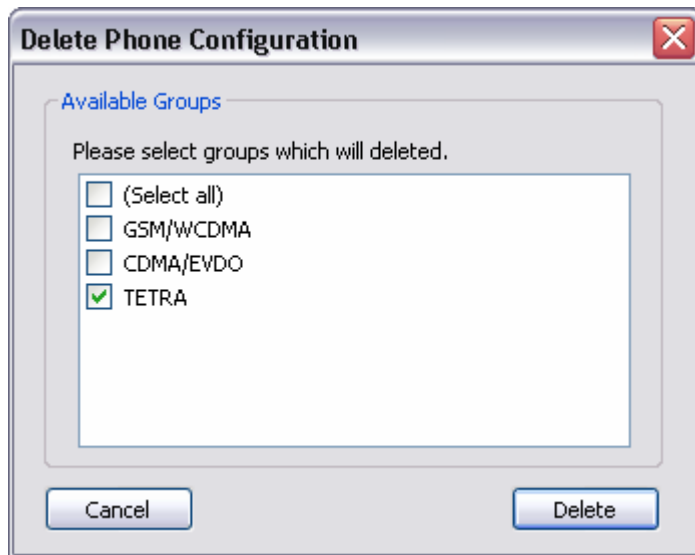 Delete Phone Configuration
Available Groups
Please select groups which will deleted.
(Select all)
GSM/WCDMA
CDMA/EVDO
TETRA
Cancel
Delete